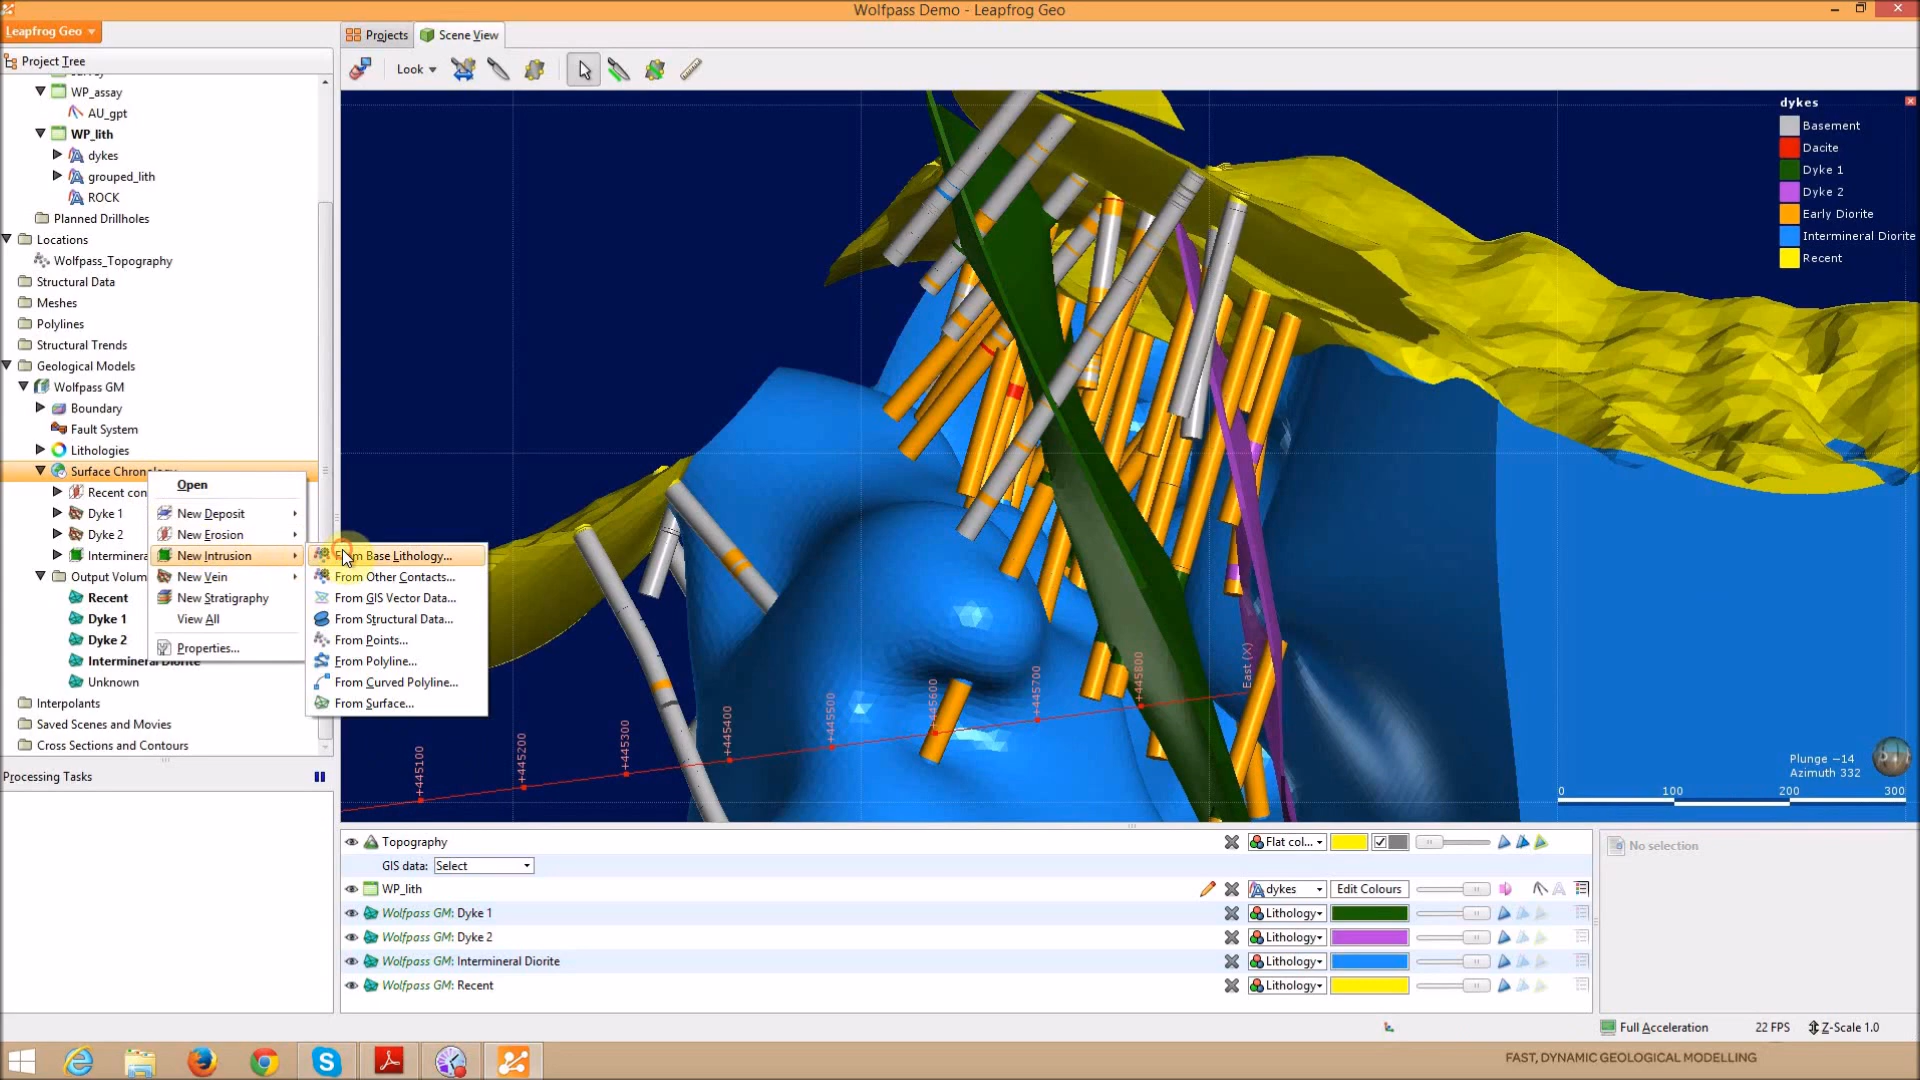 Wolfpass Demo - Leapfrog Geo
Leapfrog Geo
Projects
Scene View
Project Tree
Look
WP_assay
AU_gpt
WP_lith
dykes
grouped_lith
ROCK
Planned Drillholes
Locations
Wolfpass_Topography
Structural Data
Meshes
Polylines
Structural Trends
Geological Models
Wolfpass GM
Boundary
Fault System
Lithologies
Surface Chronology
Recent con
Dyke 1
Dyke 2
Interminera
Output Volum
Recent
Dyke 1
Dyke 2
Intermineral Diorite
Unknown
Interpolants
Saved Scenes and Movies
Cross Sections and Contours
Open
New Deposit
New Erosion
New Intrusion
New Vein
New Stratigraphy
View All
Properties...
From Base Lithology...
From Other Contacts...
From GIS Vector Data...
From Structural Data...
From Points...
From Polyline...
From Curved Polyline...
From Surface...
dykes
Basement
Dacite
Dyke 1
Dyke 2
Early Diorite
Intermineral Diorite
Recent
+445100
+445200
+445300
+445400
+445500
+445600
+445700
+445800
East (X)
Plunge -14
Azimuth 332
0 100 200 300
Processing Tasks
Topography
Flat col...
GIS data: Select
WP_lith
dykes
Edit Colours
Wolfpass GM: Dyke 1
Lithology
Wolfpass GM: Dyke 2
Lithology
Wolfpass GM: Intermineral Diorite
Lithology
Wolfpass GM: Recent
Lithology
No selection
Full Acceleration
22 FPS
Z-Scale 1.0
FAST, DYNAMIC GEOLOGICAL MODELLING